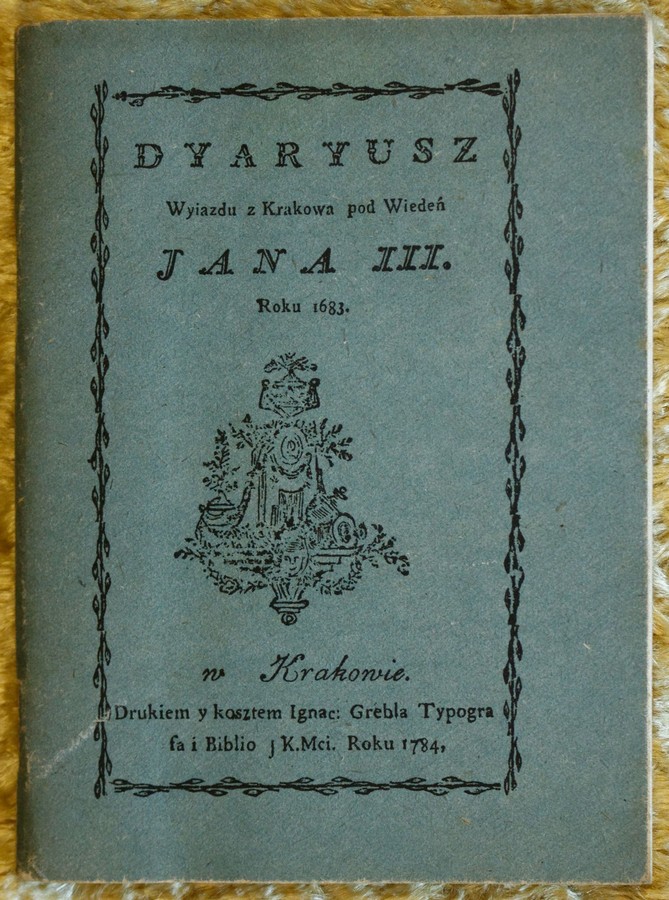 DYARYUSZ
Wyiazdu z Krakowa pod Wiedeń
JANA III.
Roku 1683.
w Krakowie.
Drukiem y kosztem Ignac: Grebla Typogra
fa i Biblio J K.Mci. Roku 1784,